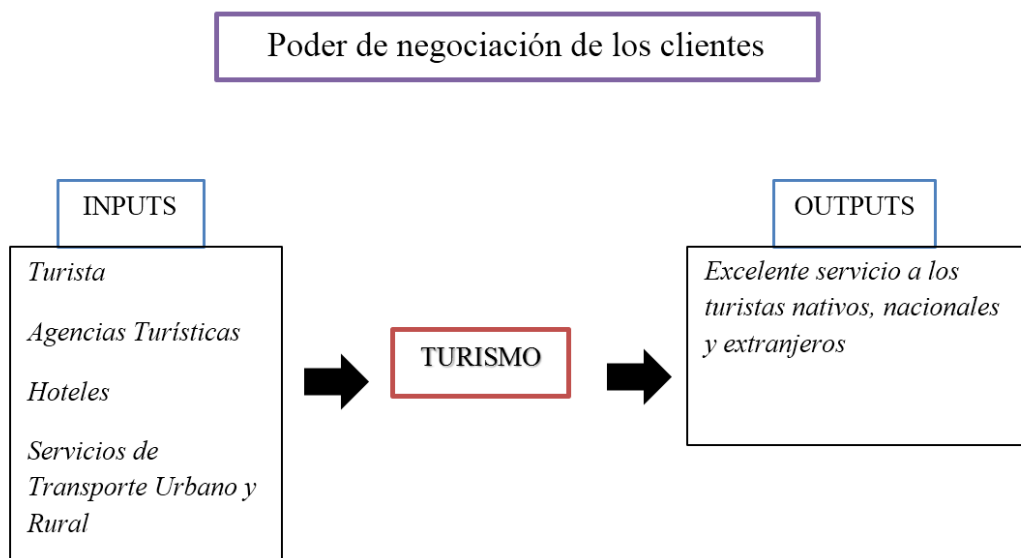 Poder de negociación de los clientes
INPUTS
Turista
Agencias Turísticas
Hoteles
Servicios de
Transporte Urbano y
Rural
TURISMO
OUTPUTS
Excelente servicio a los
turistas nativos, nacionales
y extranjeros